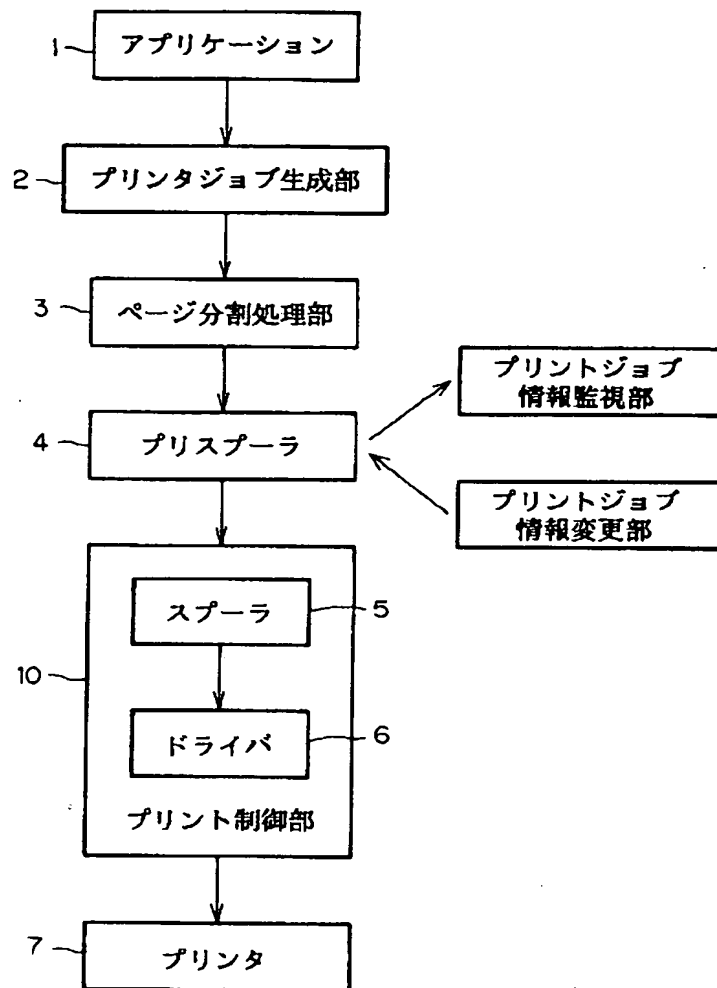 1
アプリケーション
2
プリンタジョブ生成部
3
ページ分割処理部
プリントジョブ
情報監視部
4
プリスプーラ
プリントジョブ
情報変更部
スプーラ
5
10
ドライバ
6
プリント制御部
7
プリンタ